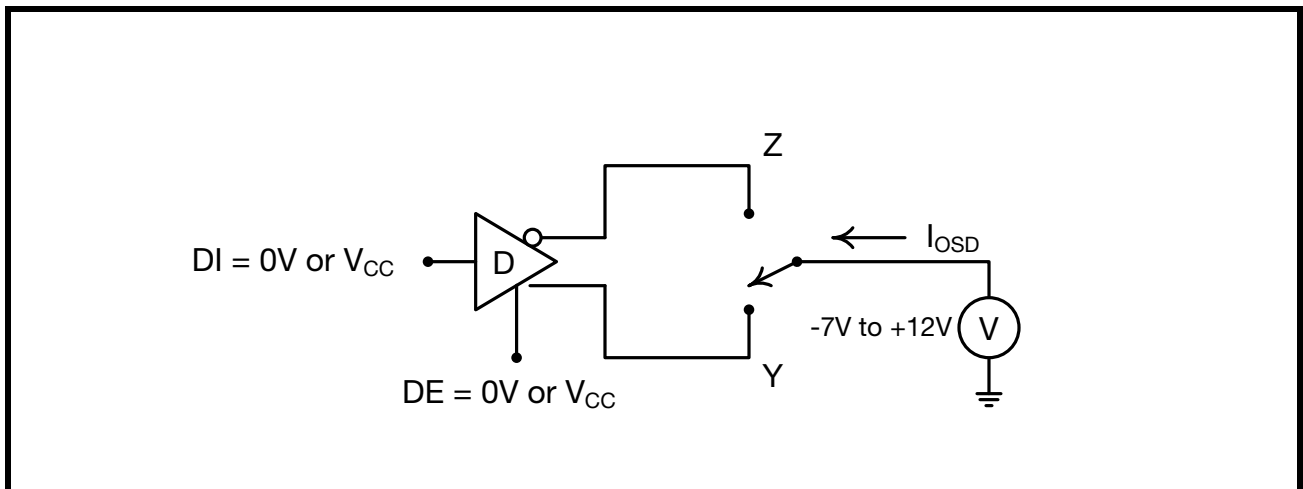 Z
I_OSD
D
DI = 0V or V_CC
-7V to +12V V
Y
DE = 0V or V_CC